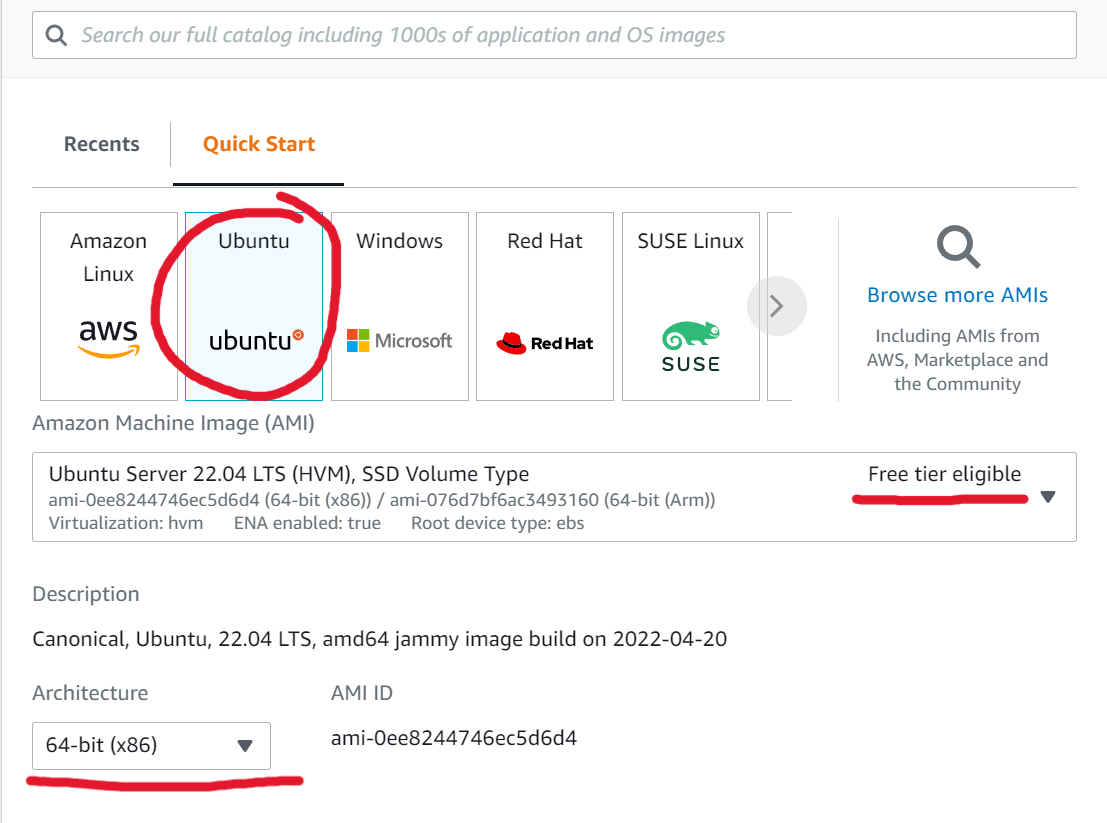 Search our full catalog including 1000s of application and OS images
Recents
Quick Start
Amazon
Linux
aws
Ubuntu
ubuntu
Windows
Microsoft
Red Hat
Red Hat
SUSE Linux
SUSE
Browse more AMIs
Including AMIs from
AWS, Marketplace and
the Community
Amazon Machine Image (AMI)
Ubuntu Server 22.04 LTS (HVM), SSD Volume Type
Free tier eligible
ami-0ee8244746ec5d6d4 (64-bit (x86)) / ami-076d7bf6ac3493160 (64-bit (Arm))
Virtualization: hvm ENA enabled: true Root device type: ebs
Description
Canonical, Ubuntu, 22.04 LTS, amd64 jammy image build on 2022-04-20
Architecture
AMI ID
64-bit (x86)
ami-0ee8244746ec5d6d4